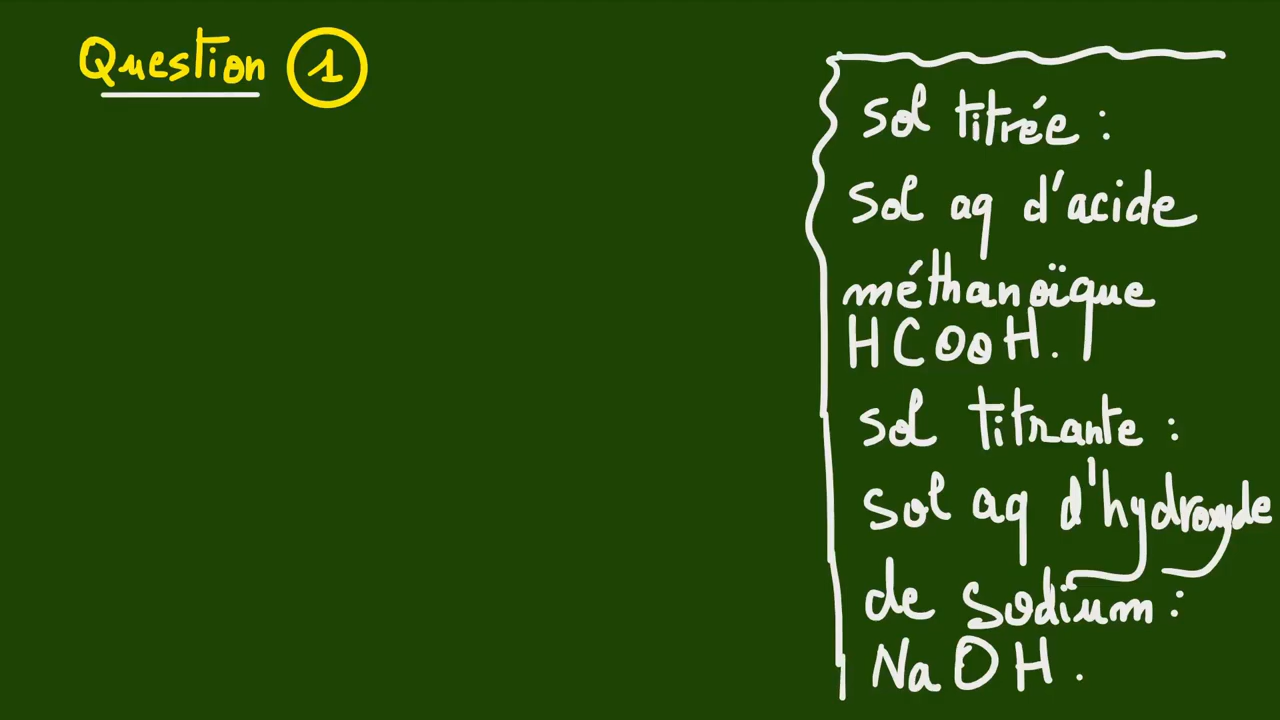 Question 1
Sol titrée :
Sol aq d'acide
méthanoïque
HCOOH.
Sol titrante :
Sol aq d'hydroxyde
de sodium :
NaOH.